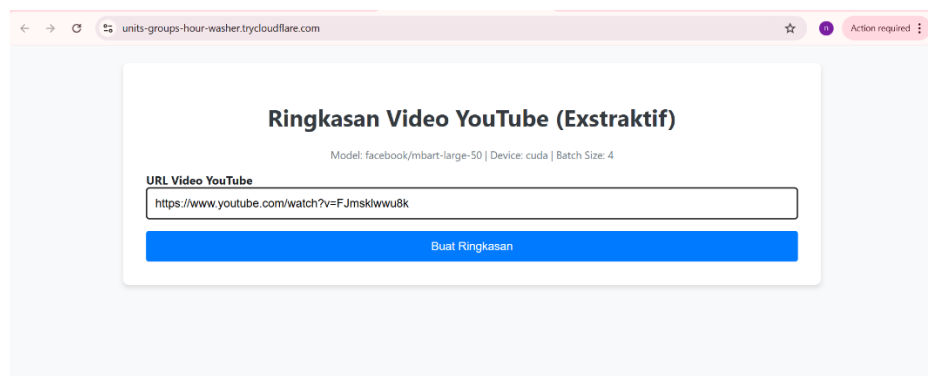 units-groups-hour-washer.trycloudflare.com
n
Action required
Ringkasan Video YouTube (Exstraktif)
Model: facebook/mbart-large-50 | Device: cuda | Batch Size: 4
URL Video YouTube
https://www.youtube.com/watch?v=FJmsklwwu8k
Buat Ringkasan